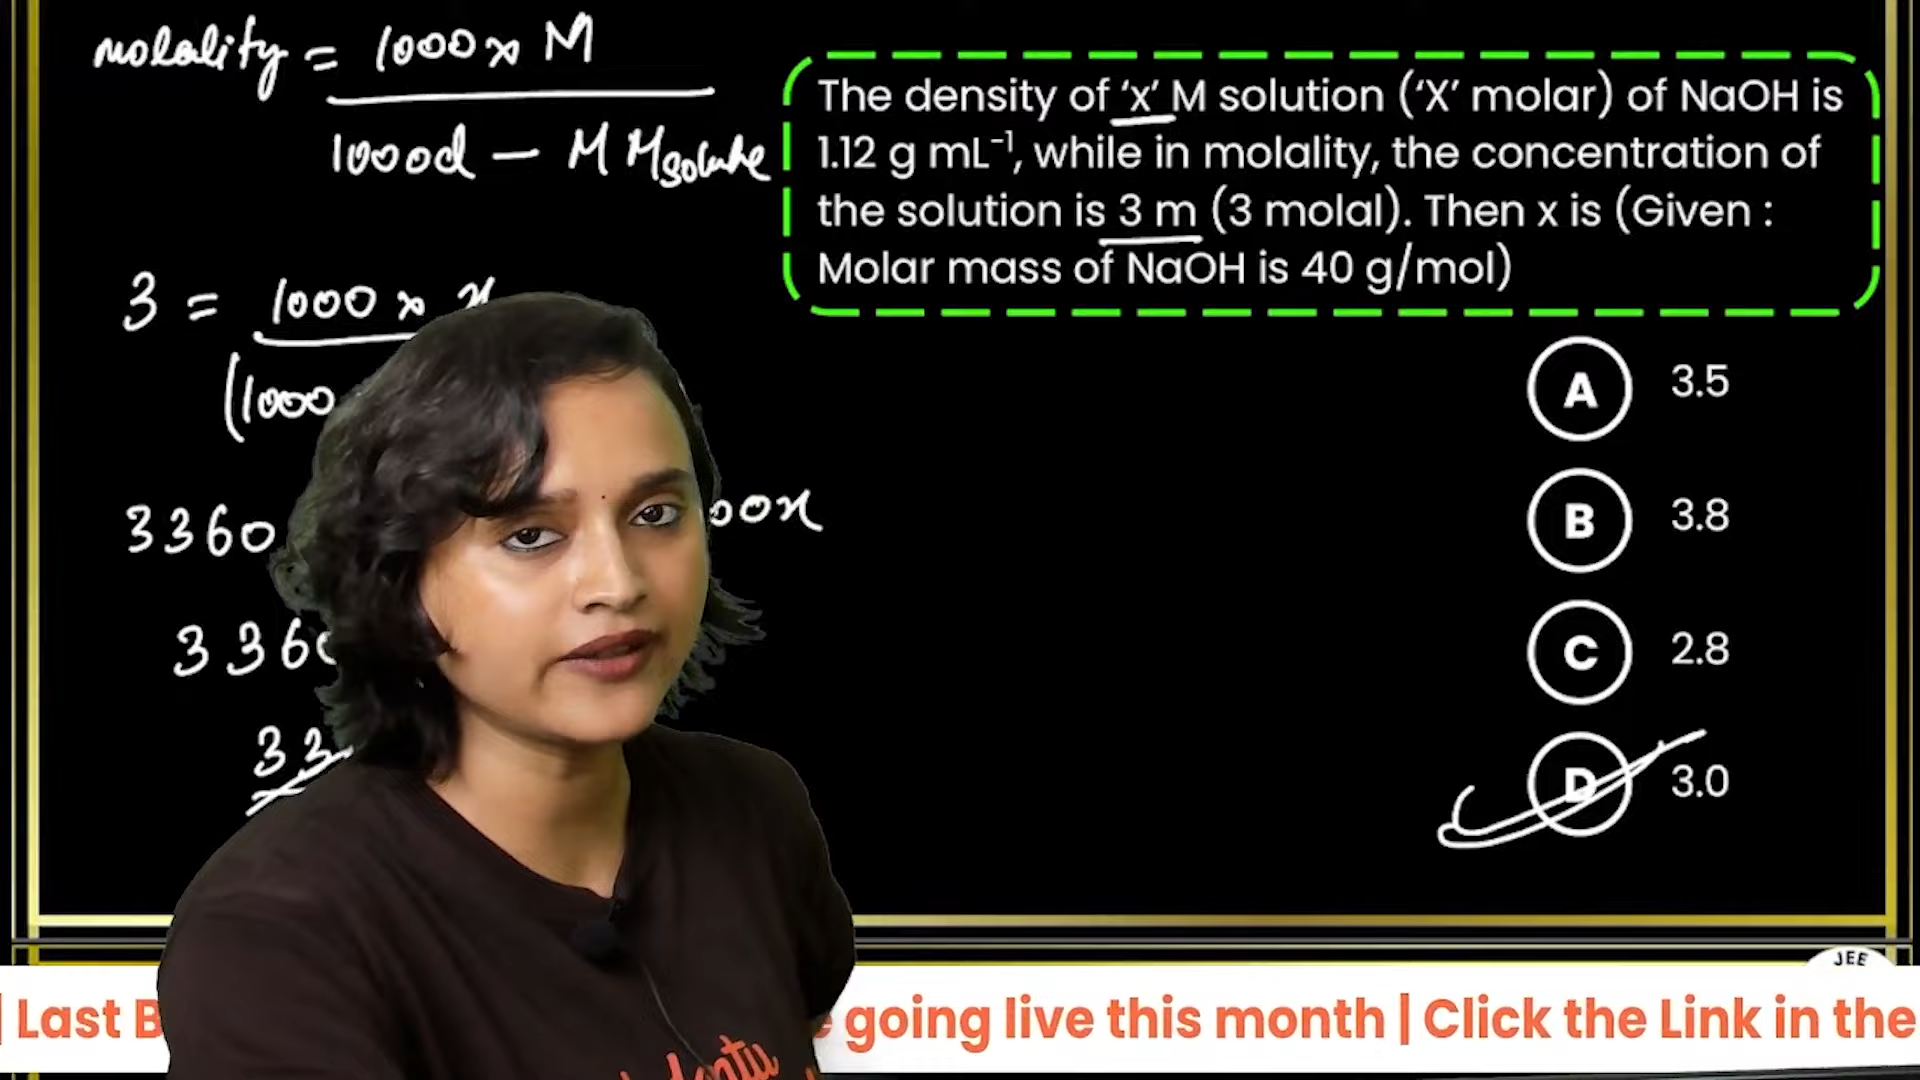 molality = 1000 x M
1000d - M Msolute
The density of 'x' M solution ('X' molar) of NaOH is
1.12 g mL⁻¹, while in molality, the concentration of
the solution is 3 m (3 molal). Then x is (Given :
Molar mass of NaOH is 40 g/mol)
3 = 1000 x x
(1000
3360 00x
3360
33
A 3.5
B 3.8
C 2.8
D 3.0
JEE
| Last B going live this month | Click the Link in the